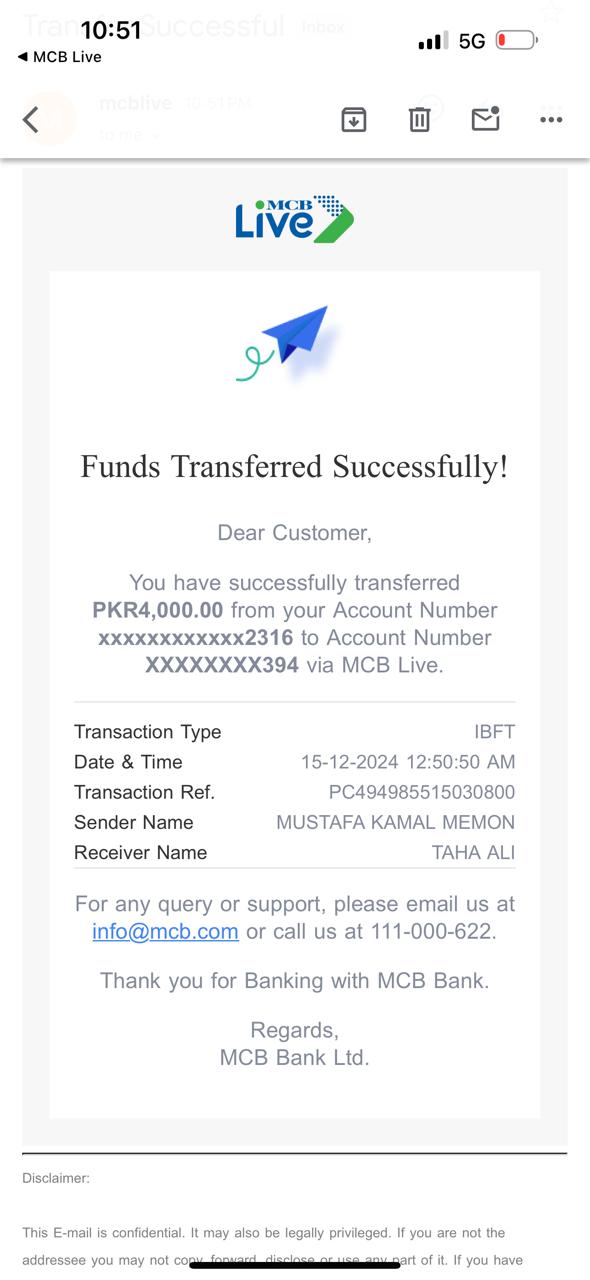 Transfer Successful Inbox
10:51
5G
MCB Live
mcblive 10:51 PM
to me
MCB
Live
Funds Transferred Successfully!
Dear Customer,
You have successfully transferred
PKR4,000.00 from your Account Number
xxxxxxxxxxxx2316 to Account Number
XXXXXXXX394 via MCB Live.
Transaction Type IBFT
Date & Time 15-12-2024 12:50:50 AM
Transaction Ref. PC494985515030800
Sender Name MUSTAFA KAMAL MEMON
Receiver Name TAHA ALI
For any query or support, please email us at
info@mcb.com or call us at 111-000-622.
Thank you for Banking with MCB Bank.
Regards,
MCB Bank Ltd.
Disclaimer:
This E-mail is confidential. It may also be legally privileged. If you are not the
addressee you may not copy, forward, disclose or use any part of it. If you have